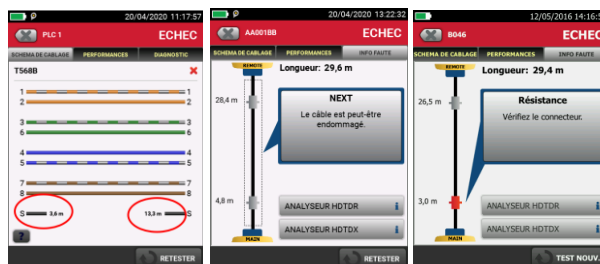 20/04/2020 11:17:57
PLC 1
ECHEC
SCHEMA DE CABLAGE
PERFORMANCES
DIAGNOSTIC
T568B
1 1
2 2
3 3
6 6
4 4
5 5
7 7
8 8
S 3,6 m 13,3 m S
?
RETESTER
20/04/2020 13:22:32
AA001BB
ECHEC
SCHEMA DE CABLAGE
PERFORMANCES
INFO FAUTE
REMOTE
Longueur: 29,6 m
28,4 m
NEXT
Le câble est peut-être
endommagé.
4,8 m
ANALYSEUR HDTDR i
ANALYSEUR HDTDX i
MAIN
RETESTER
12/05/2016 14:16:5
B046
ECHEC
SCHEMA DE CABLAGE
PERFORMANCES
INFO FAUTE
REMOTE
Longueur: 29,4 m
26,5 m
Résistance
Vérifiez le connecteur.
3,0 m
ANALYSEUR HDTDR i
ANALYSEUR HDTDX i
MAIN
TEST NOUV.